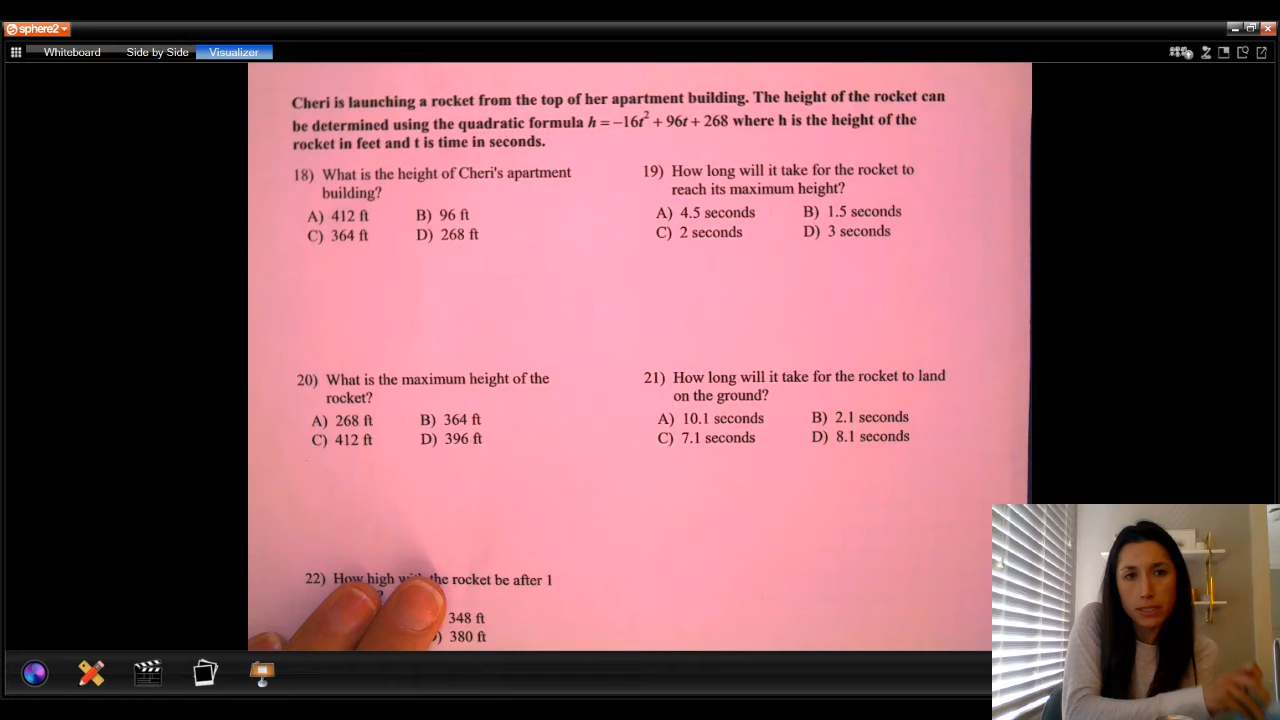 sphere2
Whiteboard Side by Side Visualizer
Cheri is launching a rocket from the top of her apartment building. The height of the rocket can
be determined using the quadratic formula h = −16t² + 96t + 268 where h is the height of the
rocket in feet and t is time in seconds.
18) What is the height of Cheri's apartment
building?
A) 412 ft B) 96 ft
C) 364 ft D) 268 ft
19) How long will it take for the rocket to
reach its maximum height?
A) 4.5 seconds B) 1.5 seconds
C) 2 seconds D) 3 seconds
20) What is the maximum height of the
rocket?
A) 268 ft B) 364 ft
C) 412 ft D) 396 ft
21) How long will it take for the rocket to land
on the ground?
A) 10.1 seconds B) 2.1 seconds
C) 7.1 seconds D) 8.1 seconds
22) How high the rocket be after 1
?
348 ft
) 380 ft